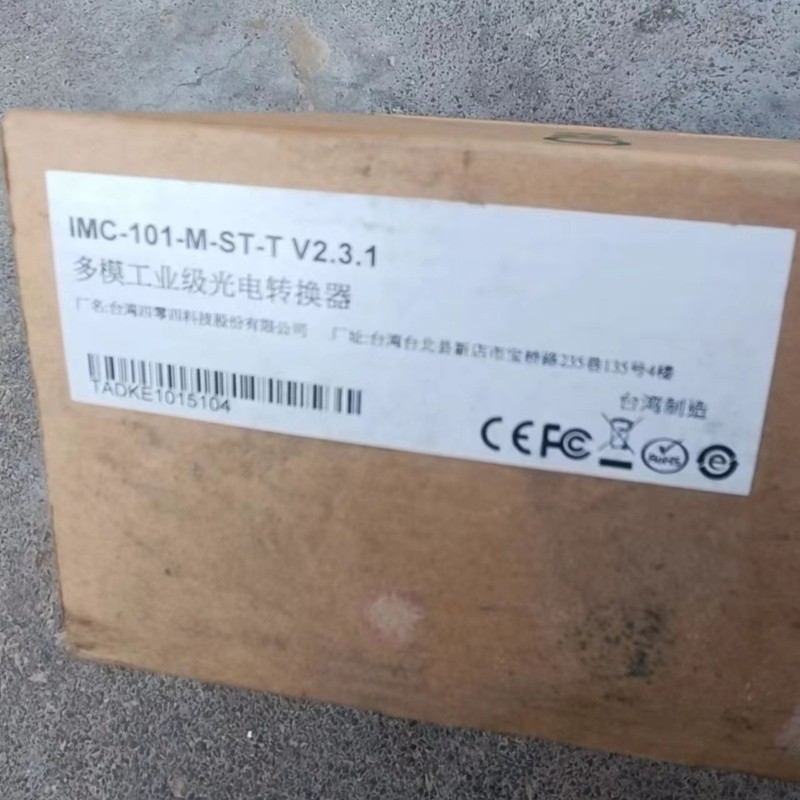 IMC-101-M-ST-T V2.3.1
多模工业级光电转换器
厂名:台湾四零四科技股份有限公司 厂址:台湾台北县新店市宝桥路235巷135号4楼
TADKE1015104
台湾制造
CE FC RoHS e